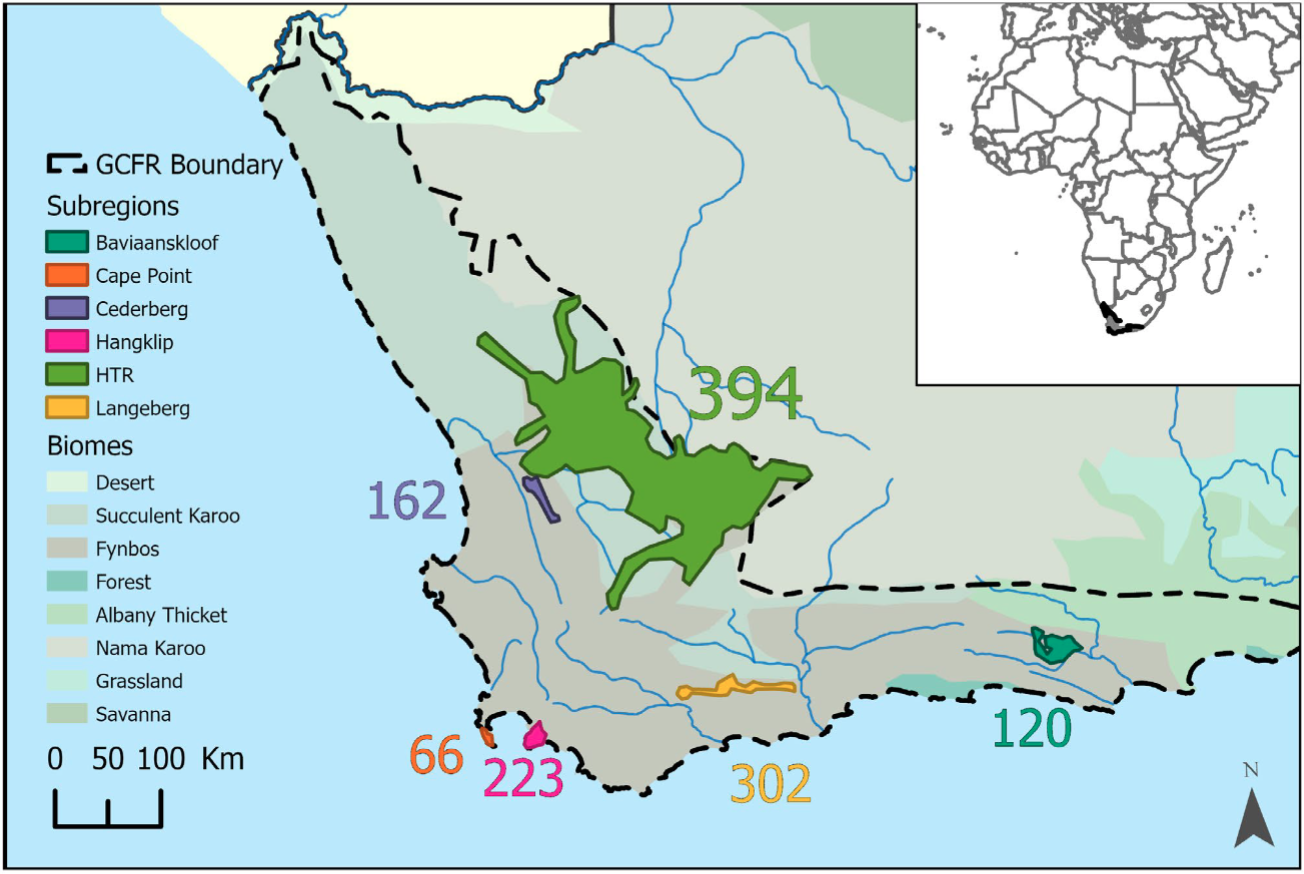 GCFR Boundary
Subregions
Baviaanskloof
Cape Point
Cederberg
Hangklip
HTR
Langeberg
Biomes
Desert
Succulent Karoo
Fynbos
Forest
Albany Thicket
Nama Karoo
Grassland
Savanna
0 50 100 Km
394
162
66
223
302
120
N